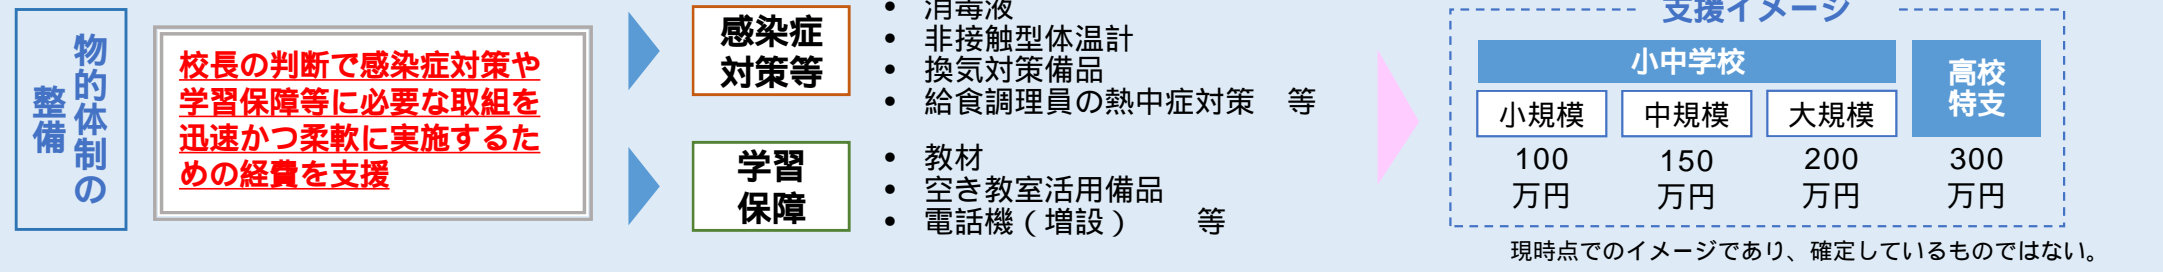 物的体制の
整備
校長の判断で感染症対策や
学習保障等に必要な取組を
迅速かつ柔軟に実施するた
めの経費を支援
感染症
対策等
• 消毒液
• 非接触型体温計
• 換気対策備品
• 給食調理員の熱中症対策　等
学習
保障
• 教材
• 空き教室活用備品
• 電話機（増設）　　等
支援イメージ
小中学校
高校
特支
小規模 中規模 大規模
100 150 200 300
万円 万円 万円 万円
現時点でのイメージであり、確定しているものではない。